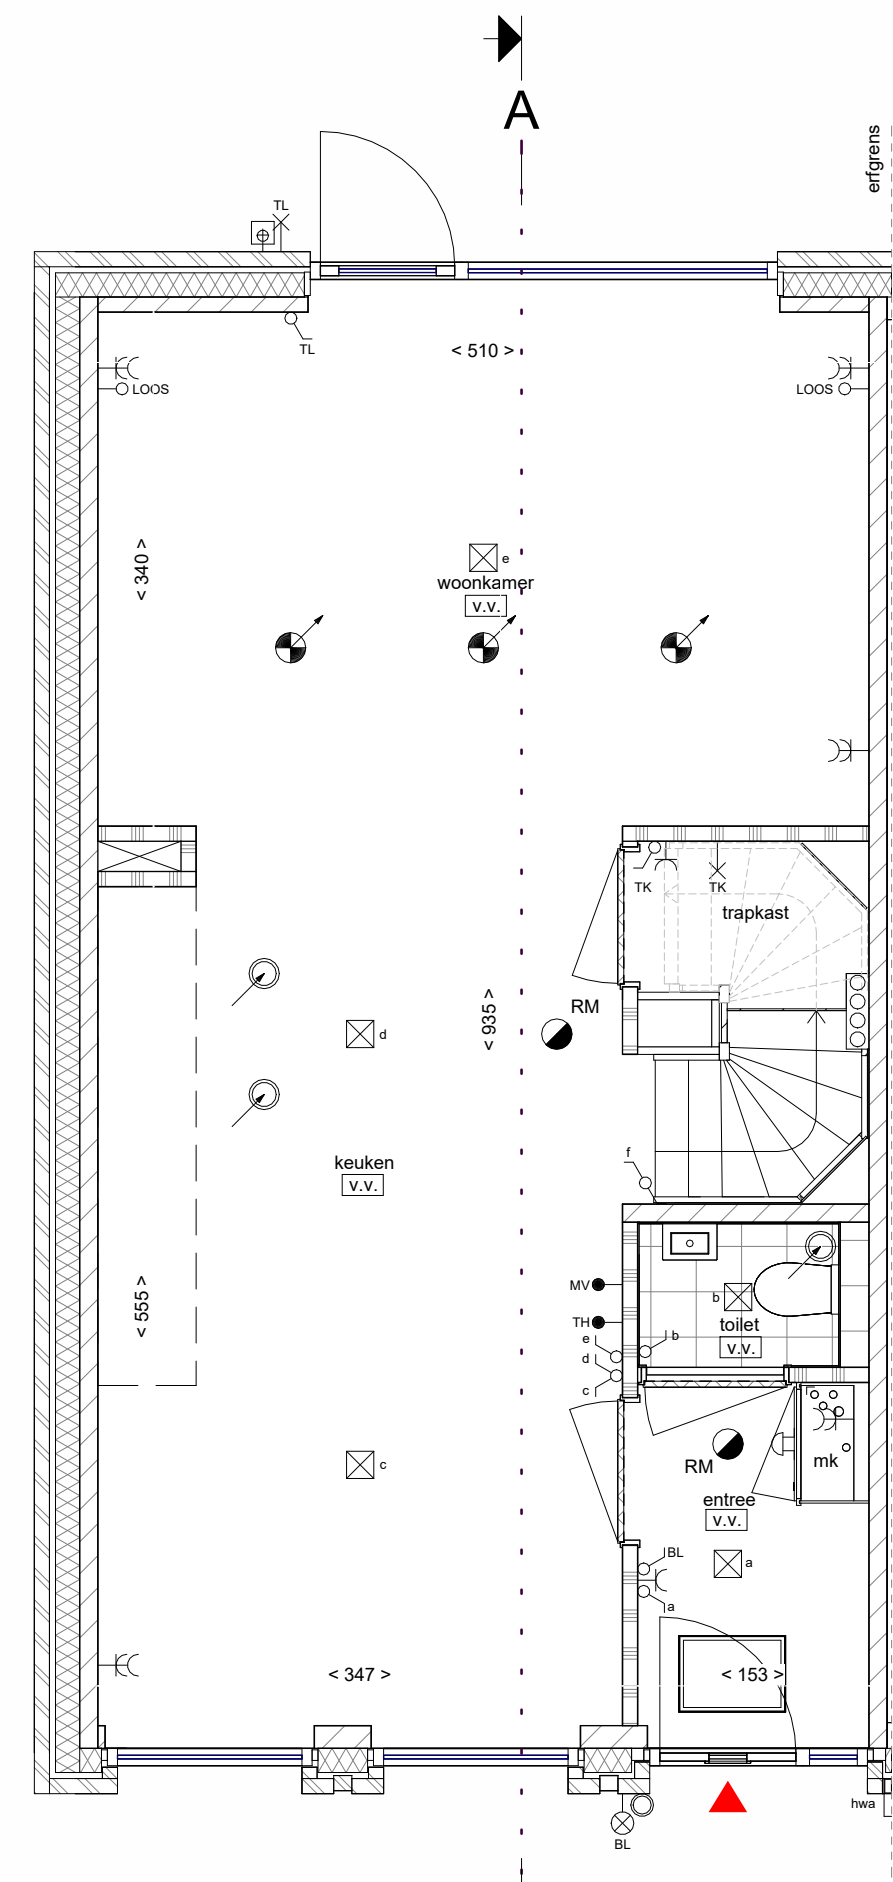 A
erfgrens
TL
TL
< 510 >
LOOS
LOOS
< 340 >
e
woonkamer
v.v.
TK
TK
trapkast
< 935 >
RM
d
keuken
v.v.
f
< 555 >
MV
TH
b
toilet
v.v.
b
e
d
c
c
RM
mk
entree
v.v.
BL
a
a
< 347 >
< 153 >
hwa
BL